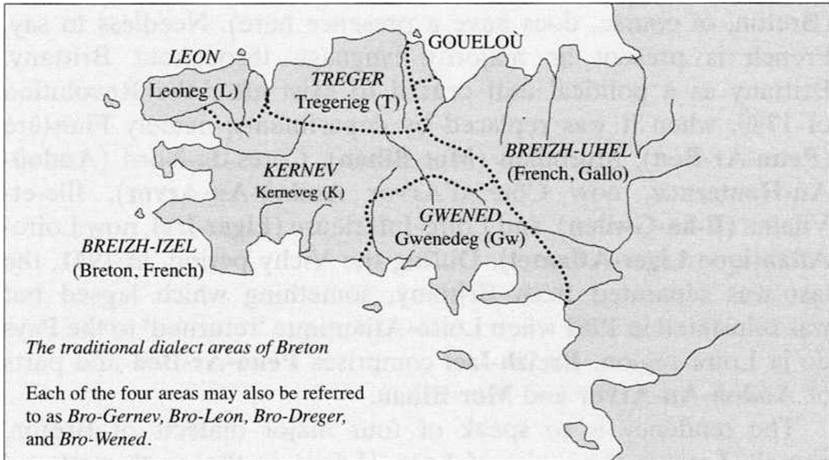 LEON
Leoneg (L)
TREGER
Tregerieg (T)
GOUELOÙ
BREIZH-UHEL
(French, Gallo)
KERNEV
Kerneveg (K)
GWENED
Gwenedeg (Gw)
BREIZH-IZEL
(Breton, French)
The traditional dialect areas of Breton
Each of the four areas may also be referred
to as Bro-Gernev, Bro-Leon, Bro-Dreger,
and Bro-Wened.